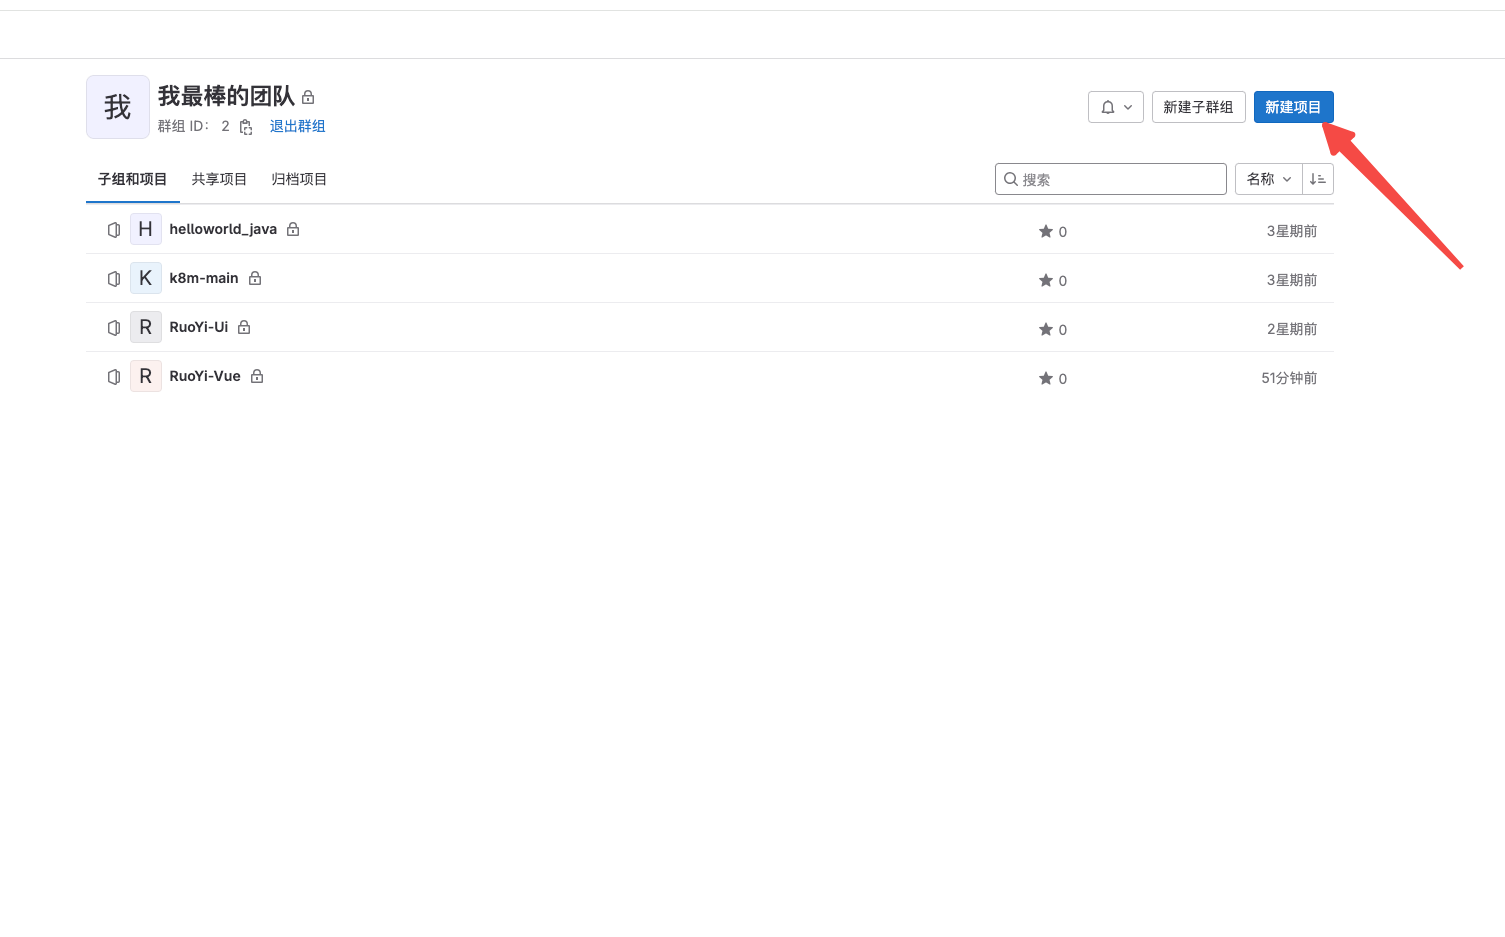 我
我最棒的团队
群组 ID： 2 退出群组
新建子群组 新建项目
子组和项目 共享项目 归档项目
搜索
名称
H helloworld_java 0 3星期前
K k8m-main 0 3星期前
R RuoYi-Ui 0 2星期前
R RuoYi-Vue 0 51分钟前